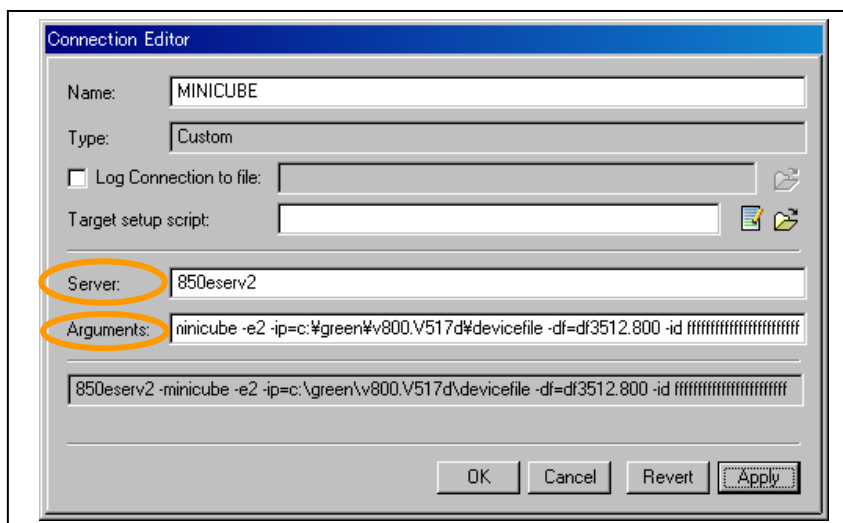 Connection Editor
Name: MINICUBE
Type: Custom
Log Connection to file:
Target setup script:
Server: 850eserv2
Arguments: ninicube -e2 -ip=c:¥green¥v800.V517d¥devicefile -df=df3512.800 -id ffffffffffffffffffffffff
850eserv2 -minicube -e2 -ip=c:\green\v800.V517d\devicefile -df=df3512.800 -id ffffffffffffffffffffffff
OK Cancel Revert Apply